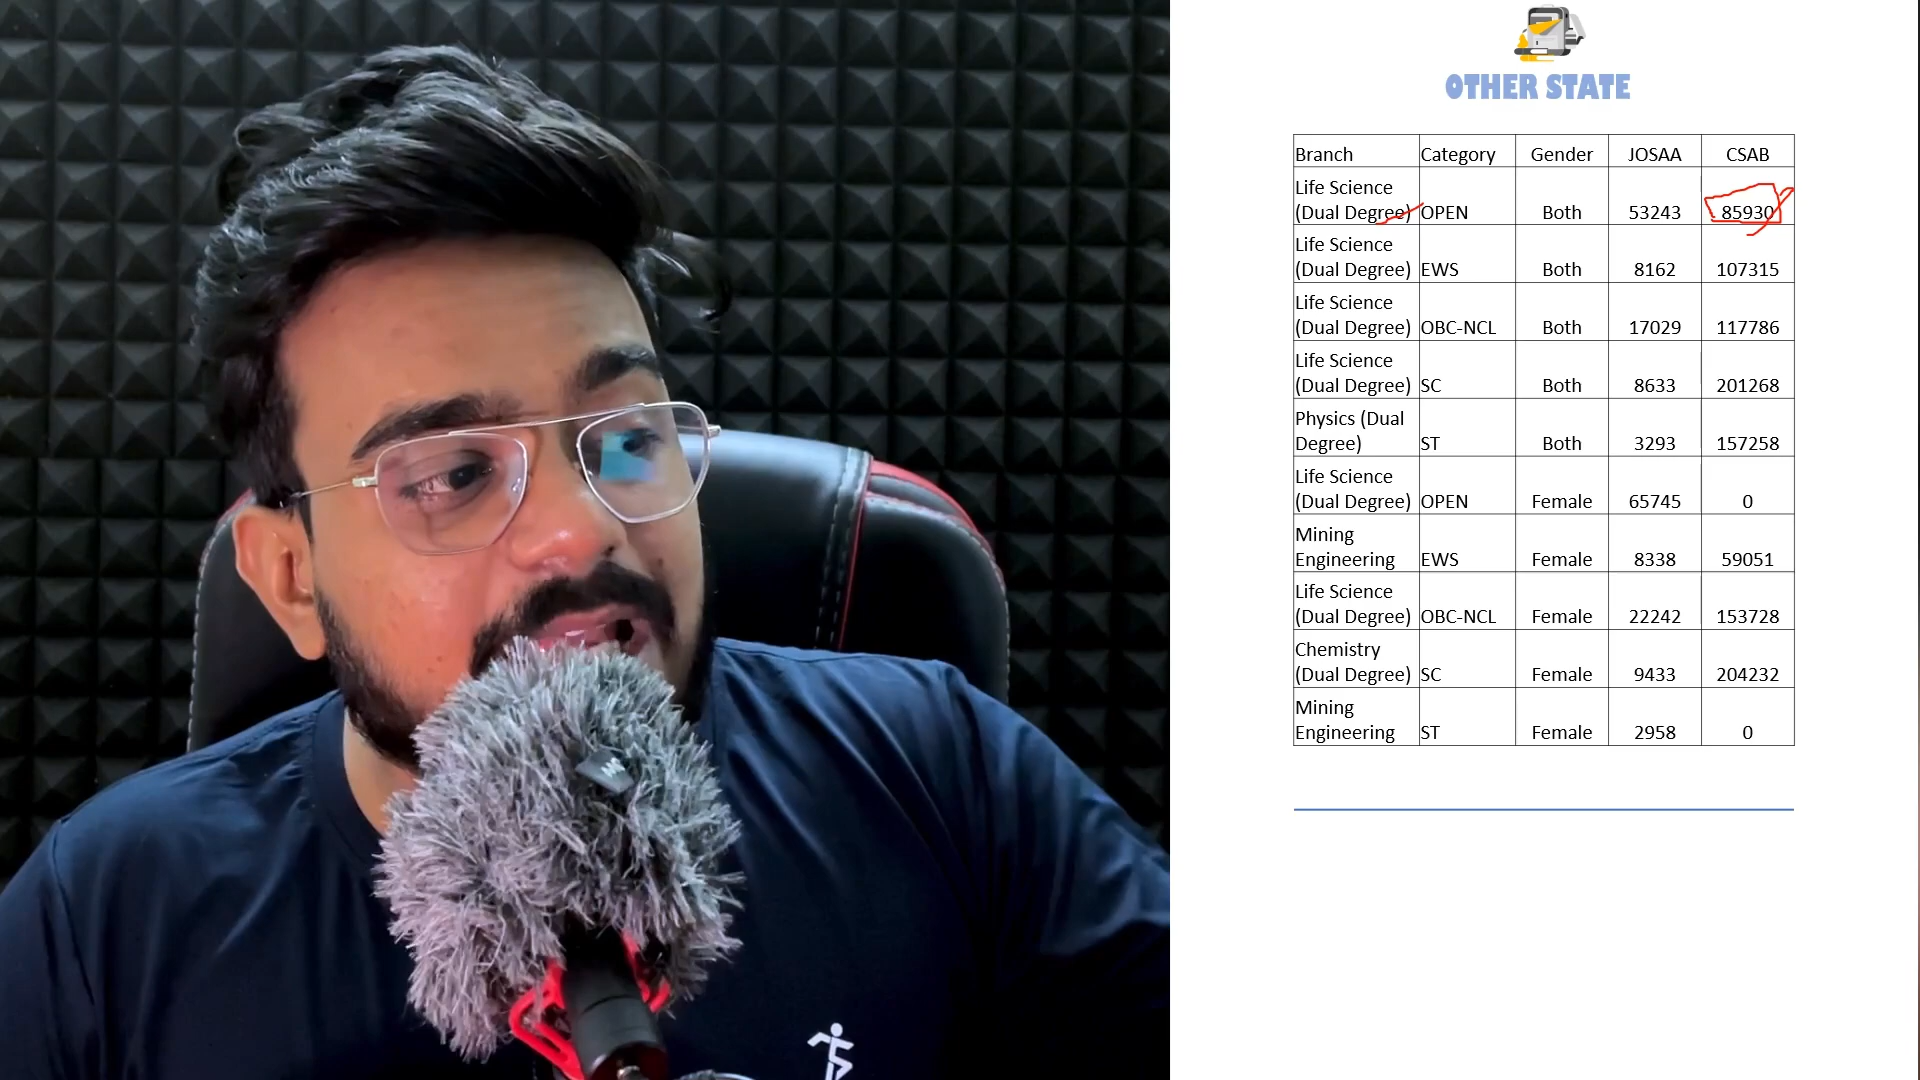 OTHER STATE
Branch Category Gender JOSAA CSAB
Life Science
(Dual Degree) OPEN Both 53243 85930
Life Science
(Dual Degree) EWS Both 8162 107315
Life Science
(Dual Degree) OBC-NCL Both 17029 117786
Life Science
(Dual Degree) SC Both 8633 201268
Physics (Dual
Degree) ST Both 3293 157258
Life Science
(Dual Degree) OPEN Female 65745 0
Mining
Engineering EWS Female 8338 59051
Life Science
(Dual Degree) OBC-NCL Female 22242 153728
Chemistry
(Dual Degree) SC Female 9433 204232
Mining
Engineering ST Female 2958 0